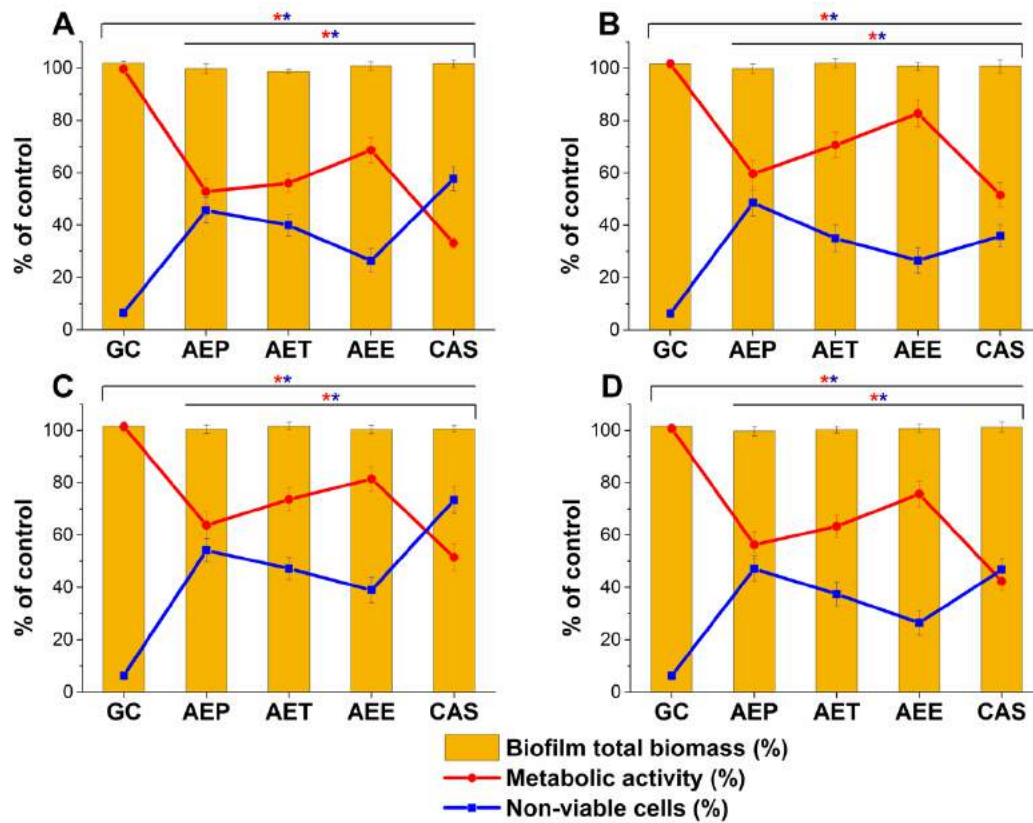 A
**
**
% of control
100
80
60
40
20
0
GC AEP AET AEE CAS
B
**
**
% of control
100
80
60
40
20
0
GC AEP AET AEE CAS
C
**
**
% of control
100
80
60
40
20
0
GC AEP AET AEE CAS
D
**
**
% of control
100
80
60
40
20
0
GC AEP AET AEE CAS
Biofilm total biomass (%)
Metabolic activity (%)
Non-viable cells (%)